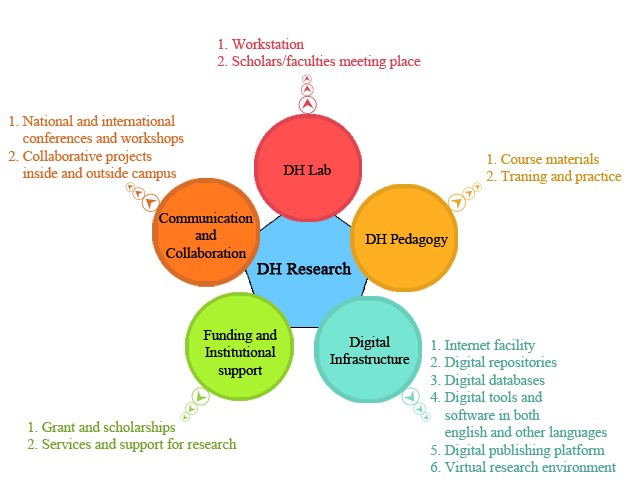 1. Workstation
2. Scholars/faculties meeting place
DH Lab
1. National and international
conferences and workshops
2. Collaborative projects
inside and outside campus
Communication
and
Collaboration
1. Course materials
2. Traning and practice
DH Pedagogy
DH Research
Funding and
Institutional
support
1. Grant and scholarships
2. Services and support for research
Digital
Infrastructure
1. Internet facility
2. Digital repositories
3. Digital databases
4. Digital tools and
software in both
english and other languages
5. Digital publishing platform
6. Virtual research environment